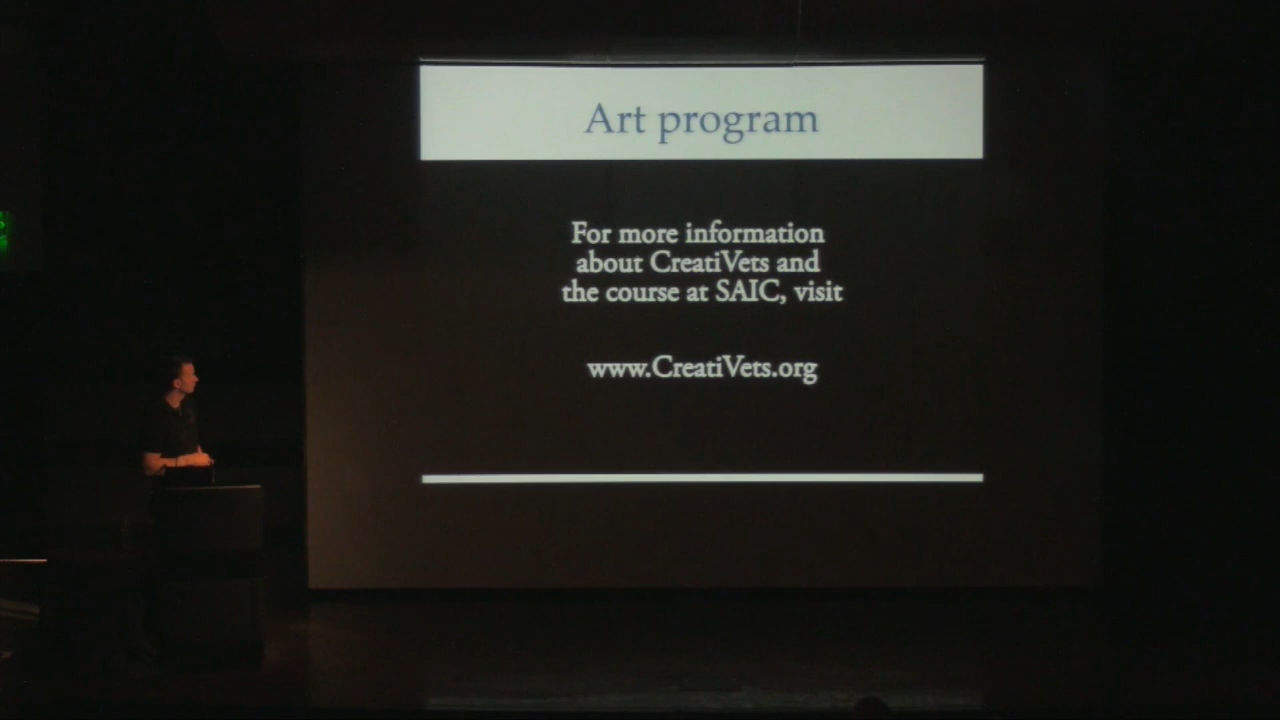 Art program
For more information
about CreatiVets and
the course at SAIC, visit
www.CreatiVets.org